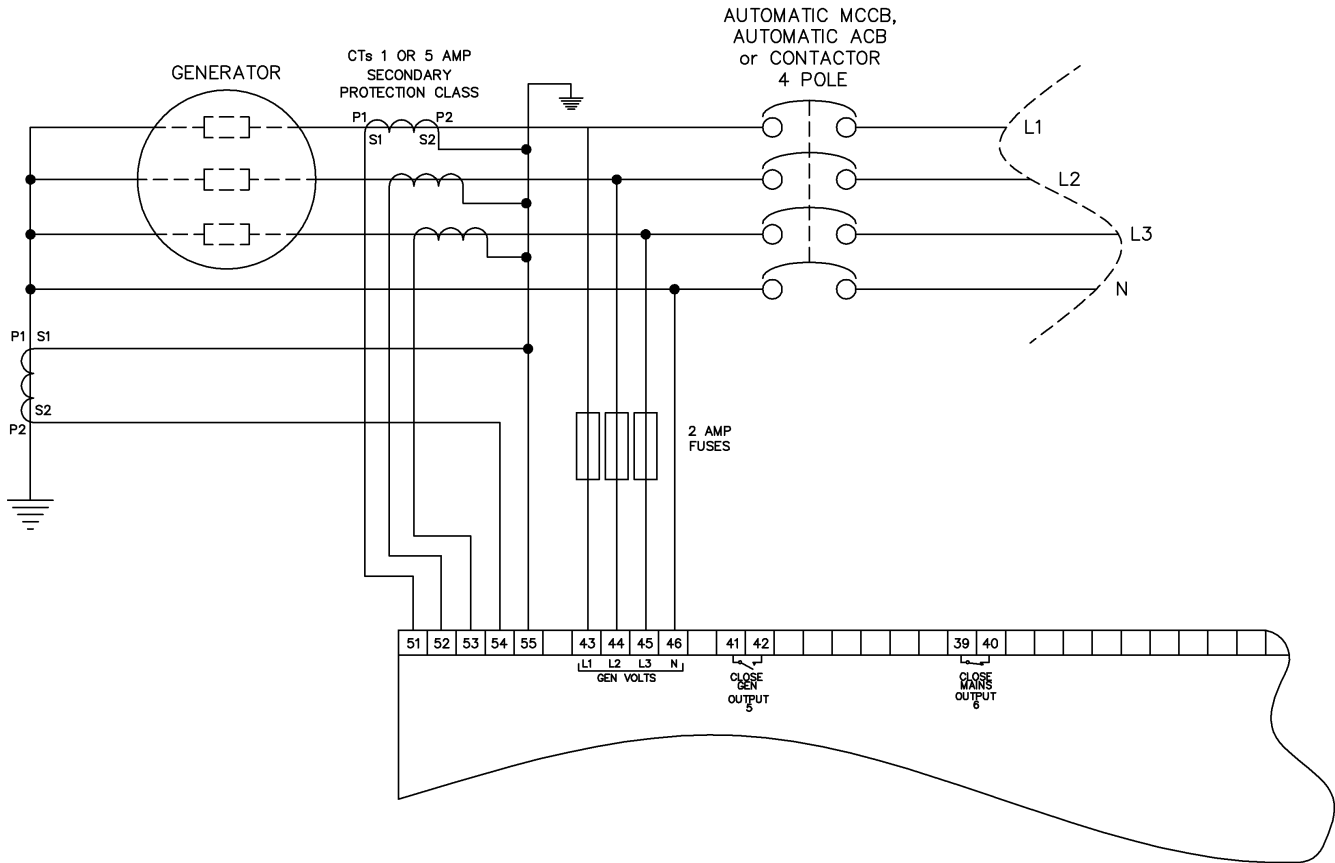 AUTOMATIC MCCB,
AUTOMATIC ACB
or CONTACTOR
4 POLE
CTs 1 OR 5 AMP
SECONDARY
PROTECTION CLASS
GENERATOR
P1 P2
S1 S2
L1
L2
L3
N
P1 S1
S2
P2
2 AMP
FUSES
51 52 53 54 55 43 44 45 46 41 42 39 40
L1 L2 L3 N
GEN VOLTS
CLOSE
GEN
OUTPUT
5
CLOSE
MAINS
OUTPUT
6